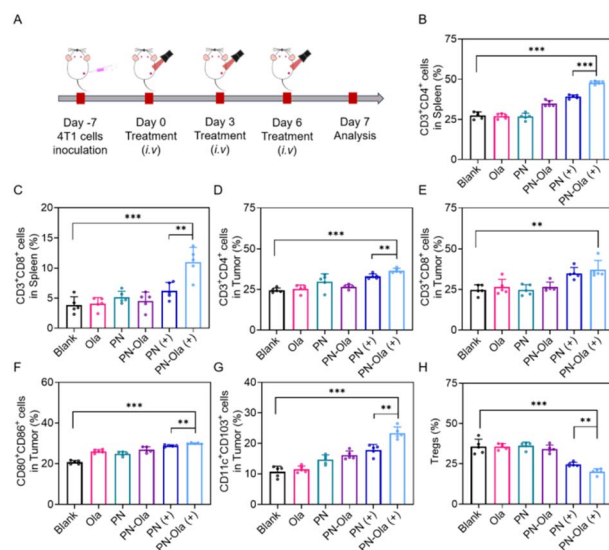 A
Day -7
4T1 cells
inoculation
Day 0
Treatment
(i.v)
Day 3
Treatment
(i.v)
Day 6
Treatment
(i.v)
Day 7
Analysis
B
CD3⁺CD4⁺ cells
in Spleen (%)
75
50
25
0
***
***
Blank
Ola
PN
PN-Ola
PN (+)
PN-Ola (+)
C
CD3⁺CD8⁺ cells
in Spleen (%)
20
15
10
5
0
***
**
Blank
Ola
PN
PN-Ola
PN (+)
PN-Ola (+)
D
CD3⁺CD4⁺ cells
in Tumor (%)
75
50
25
0
***
**
Blank
Ola
PN
PN-Ola
PN (+)
PN-Ola (+)
E
CD3⁺CD8⁺ cells
in Tumor (%)
75
50
25
0
**
Blank
Ola
PN
PN-Ola
PN (+)
PN-Ola (+)
F
CD80⁺CD86⁺ cells
in Tumor (%)
60
40
20
0
***
**
Blank
Ola
PN
PN-Ola
PN (+)
PN-Ola (+)
G
CD11c⁺CD103⁺ cells
in Tumor (%)
40
30
20
10
0
***
**
Blank
Ola
PN
PN-Ola
PN (+)
PN-Ola (+)
H
Tregs (%)
75
50
25
0
***
**
Blank
Ola
PN
PN-Ola
PN (+)
PN-Ola (+)